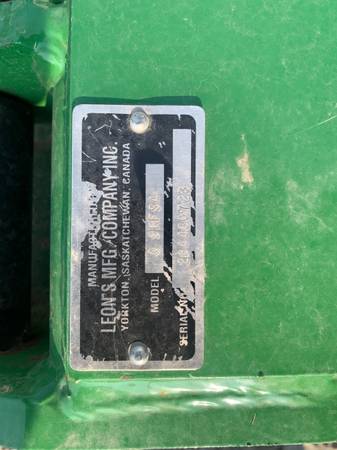 MANUFACTURED BY
LEON'S MFG. COMPANY INC.
YORKTON, SASKATCHEWAN, CANADA
MODEL
SERIAL NO.